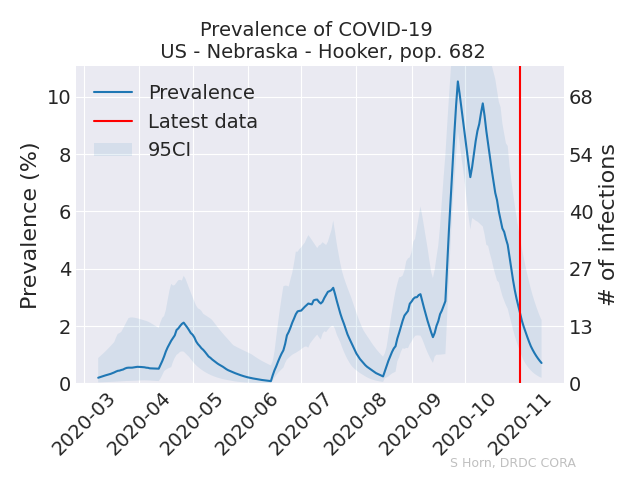 Prevalence of COVID-19
US - Nebraska - Hooker, pop. 682
Prevalence
Latest data
95CI
Prevalence (%)
10
8
6
4
2
0
68
54
40
27
13
0
# of infections
2020-03
2020-04
2020-05
2020-06
2020-07
2020-08
2020-09
2020-10
2020-11
S Horn, DRDC CORA